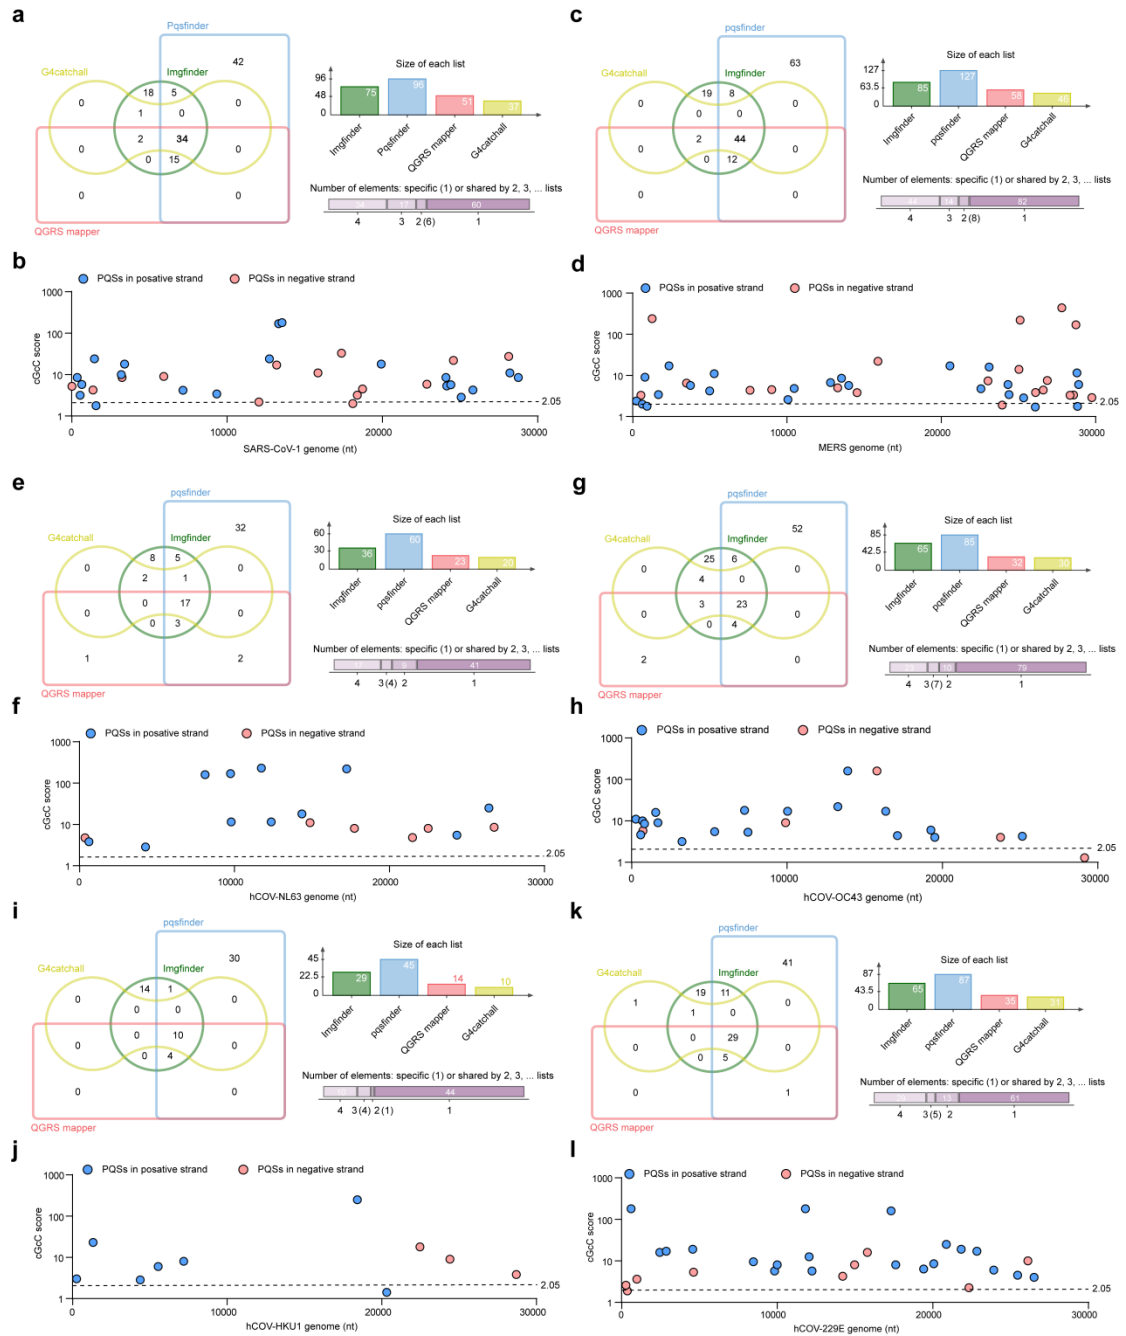 a
Pqsfinder
G4catchall
Imgfinder
42
18
5
0
1
0
0
2
34
0
0
0
15
0
0
QGRS mapper
Size of each list
96
48
0
75
96
51
37
Imgfinder
Pqsfinder
QGRS mapper
G4catchall
Number of elements: specific (1) or shared by 2, 3, ... lists
34
17
60
4
3
2 (6)
1
c
pqsfinder
G4catchall
Imgfinder
63
19
8
0
0
0
0
2
44
0
0
0
12
0
0
QGRS mapper
Size of each list
127
63.5
0
85
127
58
46
Imgfinder
pqsfinder
QGRS mapper
G4catchall
Number of elements: specific (1) or shared by 2, 3, ... lists
44
14
82
4
3
2 (8)
1
b
PQSs in posative strand
PQSs in negative strand
1000
100
10
1
cGcC score
2.05
0
10000
20000
30000
SARS-CoV-1 genome (nt)
d
PQSs in positive strand
PQSs in negative strand
1000
100
10
1
cGcC score
2.05
0
10000
20000
30000
MERS genome (nt)
e
pqsfinder
G4catchall
Imgfinder
32
8
5
0
2
1
0
0
17
0
0
0
3
1
2
QGRS mapper
Size of each list
60
30
0
36
60
23
20
Imgfinder
pqsfinder
QGRS mapper
G4catchall
Number of elements: specific (1) or shared by 2, 3, ... lists
17
9
41
4
3 (4)
2
1
g
pqsfinder
G4catchall
Imgfinder
52
25
6
0
4
0
0
3
23
0
0
0
4
2
0
QGRS mapper
Size of each list
85
42.5
0
65
85
32
30
Imgfinder
pqsfinder
QGRS mapper
G4catchall
Number of elements: specific (1) or shared by 2, 3, ... lists
23
10
79
4
3 (7)
2
1
f
PQSs in positive strand
PQSs in negative strand
1000
100
10
1
cGcC score
2.05
0
10000
20000
30000
hCOV-NL63 genome (nt)
h
PQSs in positive strand
PQSs in negative strand
1000
100
10
1
cGcC score
2.05
0
10000
20000
30000
hCOV-OC43 genome (nt)
i
pqsfinder
G4catchall
Imgfinder
30
14
1
0
0
0
0
0
10
0
0
0
4
0
0
QGRS mapper
Size of each list
45
22.5
0
29
45
14
10
Imgfinder
pqsfinder
QGRS mapper
G4catchall
Number of elements: specific (1) or shared by 2, 3, ... lists
10
44
4
3 (4)
2 (1)
1
k
pqsfinder
G4catchall
Imgfinder
41
19
11
1
1
0
0
0
29
0
0
0
5
0
1
QGRS mapper
Size of each list
87
43.5
0
65
87
35
31
Imgfinder
pqsfinder
QGRS mapper
G4catchall
Number of elements: specific (1) or shared by 2, 3, ... lists
29
13
61
4
3 (5)
2
1
j
PQSs in positive strand
PQSs in negative strand
1000
100
10
1
cGcC score
2.05
0
10000
20000
30000
hCOV-HKU1 genome (nt)
l
PQSs in positive strand
PQSs in negative strand
1000
100
10
1
cGcC score
2.05
0
10000
20000
30000
hCOV-229E genome (nt)